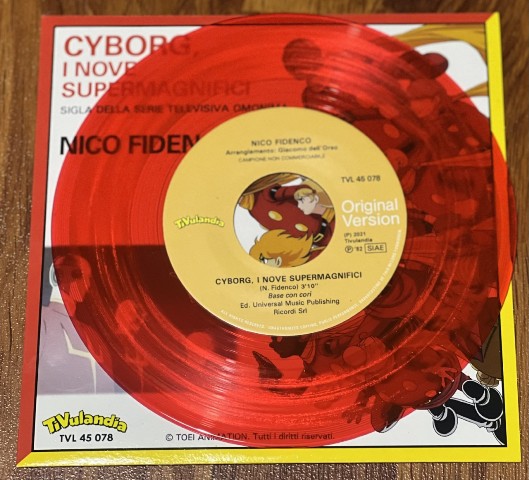 CYBORG,
I NOVE
SUPERMAGNIFICI
SIGLA DELLA SERIE TELEVISIVA OMONIMA
NICO FIDEN
NICO FIDENCO
Arrangiamento: Giacomo dell'Orso
CAMPIONE NON COMMERCIABILE
TVL 45 078
TiVulandia
Original
Version
(P) 2021
Tivulandia
P '82 SIAE
CYBORG, I NOVE SUPERMAGNIFICI
(N. Fidenco) 3'10"
Base con cori
Ed. Universal Music Publishing
Ricordi Srl
TiVulandia
TVL 45 078
© TOEI ANIMATION. Tutti i diritti riservati.